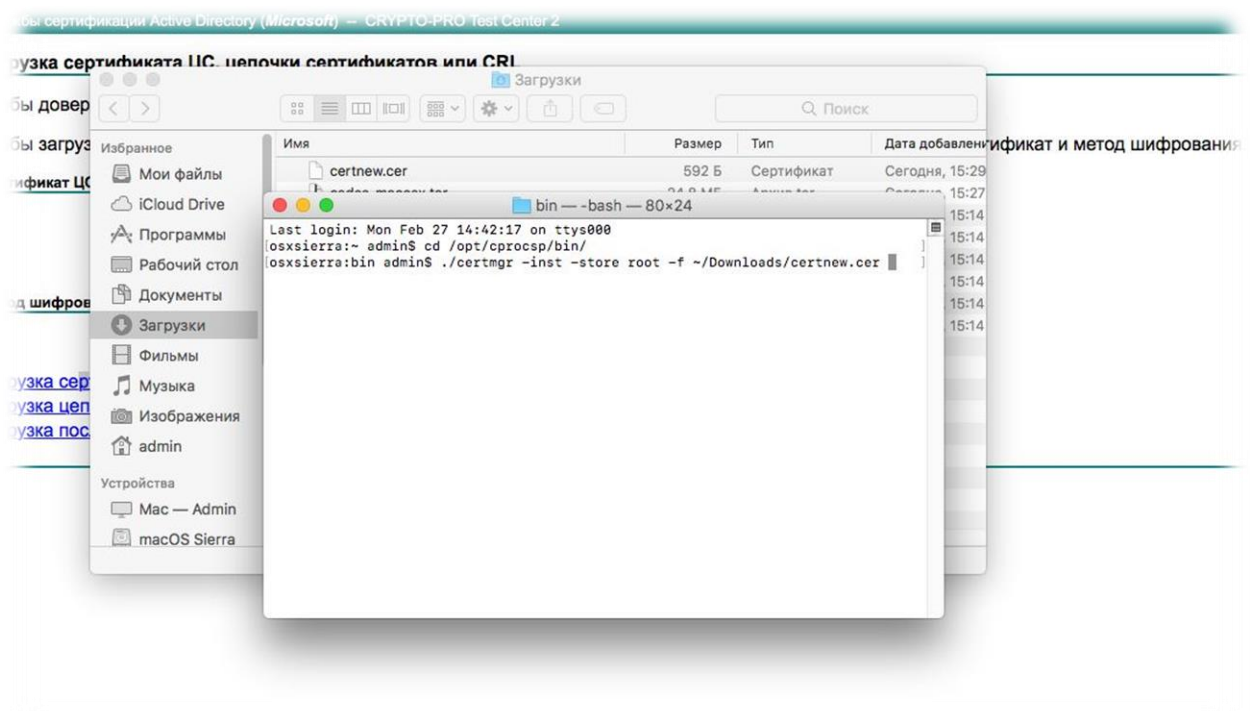 сертификации Active Directory (Microsoft) — CRYPTO-PRO Test Center 2
сертификата ЦС, цепочки сертификатов или CRL
Загрузки
Поиск
Избранное
Мои файлы
iCloud Drive
Программы
Рабочий стол
Документы
Загрузки
Фильмы
Музыка
Изображения
admin
Устройства
Mac — Admin
macOS Sierra
Имя Размер Тип Дата добавлени
certnew.cer 592 Б Сертификат Сегодня, 15:29
15:27
15:14
15:14
15:14
15:14
15:14
15:14
и метод шифрования
bin — -bash — 80×24
Last login: Mon Feb 27 14:42:17 on ttys000
[osxsierra:~ admin$ cd /opt/cprocsp/bin/ ]
[osxsierra:bin admin$ ./certmgr -inst -store root -f ~/Downloads/certnew.cer ]